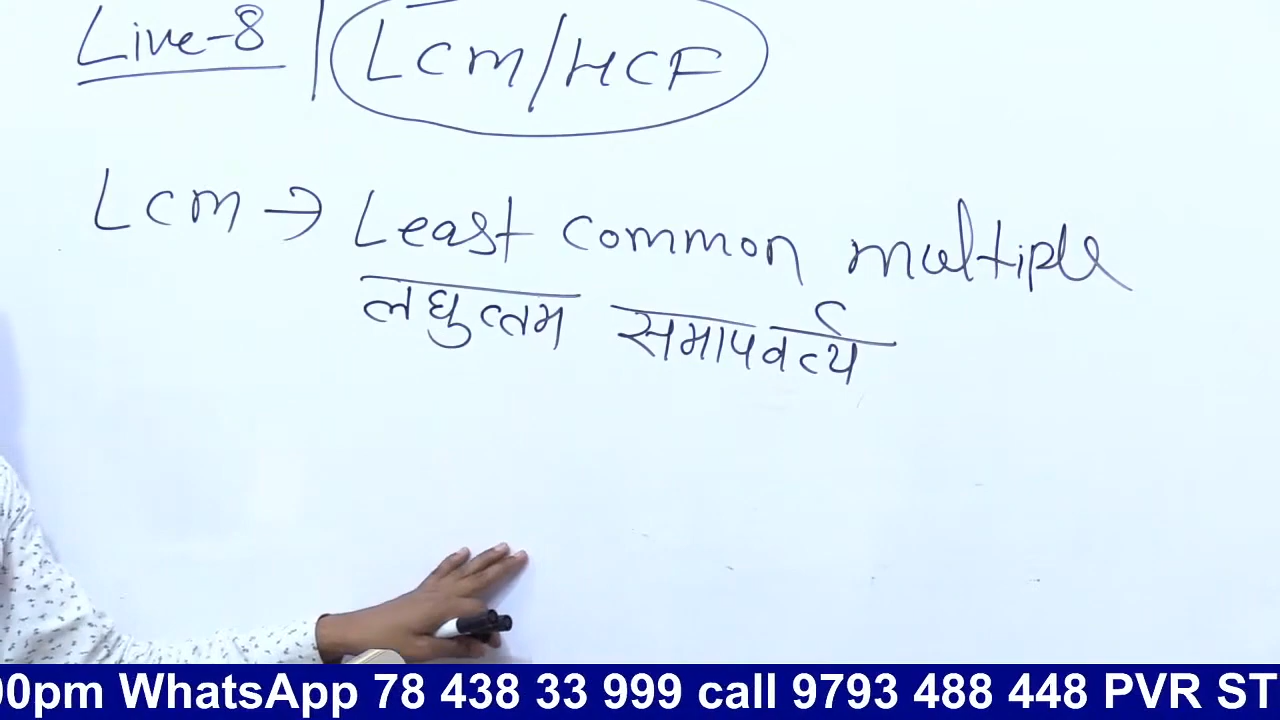 Live-8 | LCM/HCF
LCM → Least common multiple
लघुत्तम समापवर्त्य
00pm WhatsApp 78 438 33 999 call 9793 488 448 PVR ST